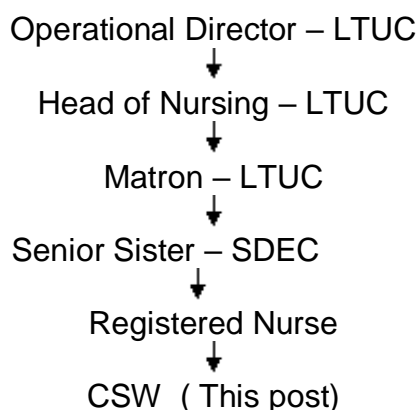 Operational Director – LTUC
Head of Nursing – LTUC
Matron – LTUC
Senior Sister – SDEC
Registered Nurse
CSW ( This post)